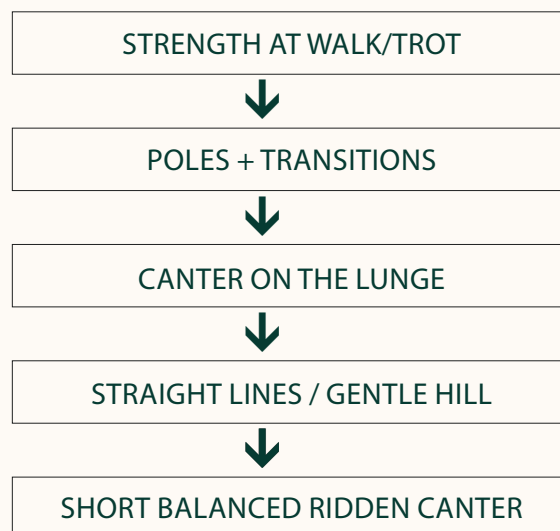 STRENGTH AT WALK/TROT
POLES + TRANSITIONS
CANTER ON THE LUNGE
STRAIGHT LINES / GENTLE HILL
SHORT BALANCED RIDDEN CANTER